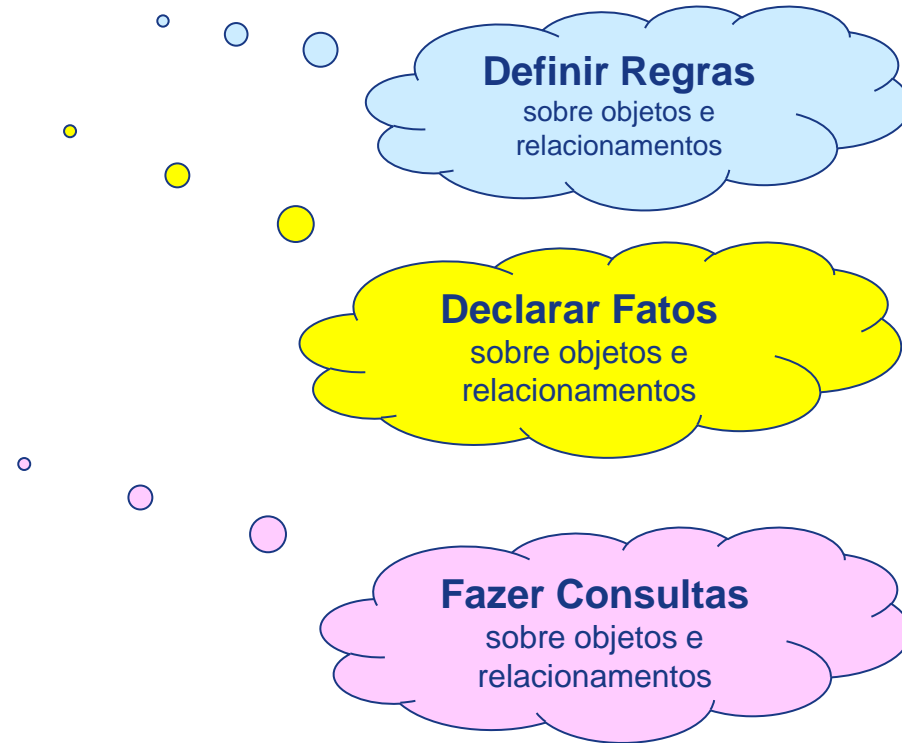 Definir Regras
sobre objetos e
relacionamentos
Declarar Fatos
sobre objetos e
relacionamentos
Fazer Consultas
sobre objetos e
relacionamentos